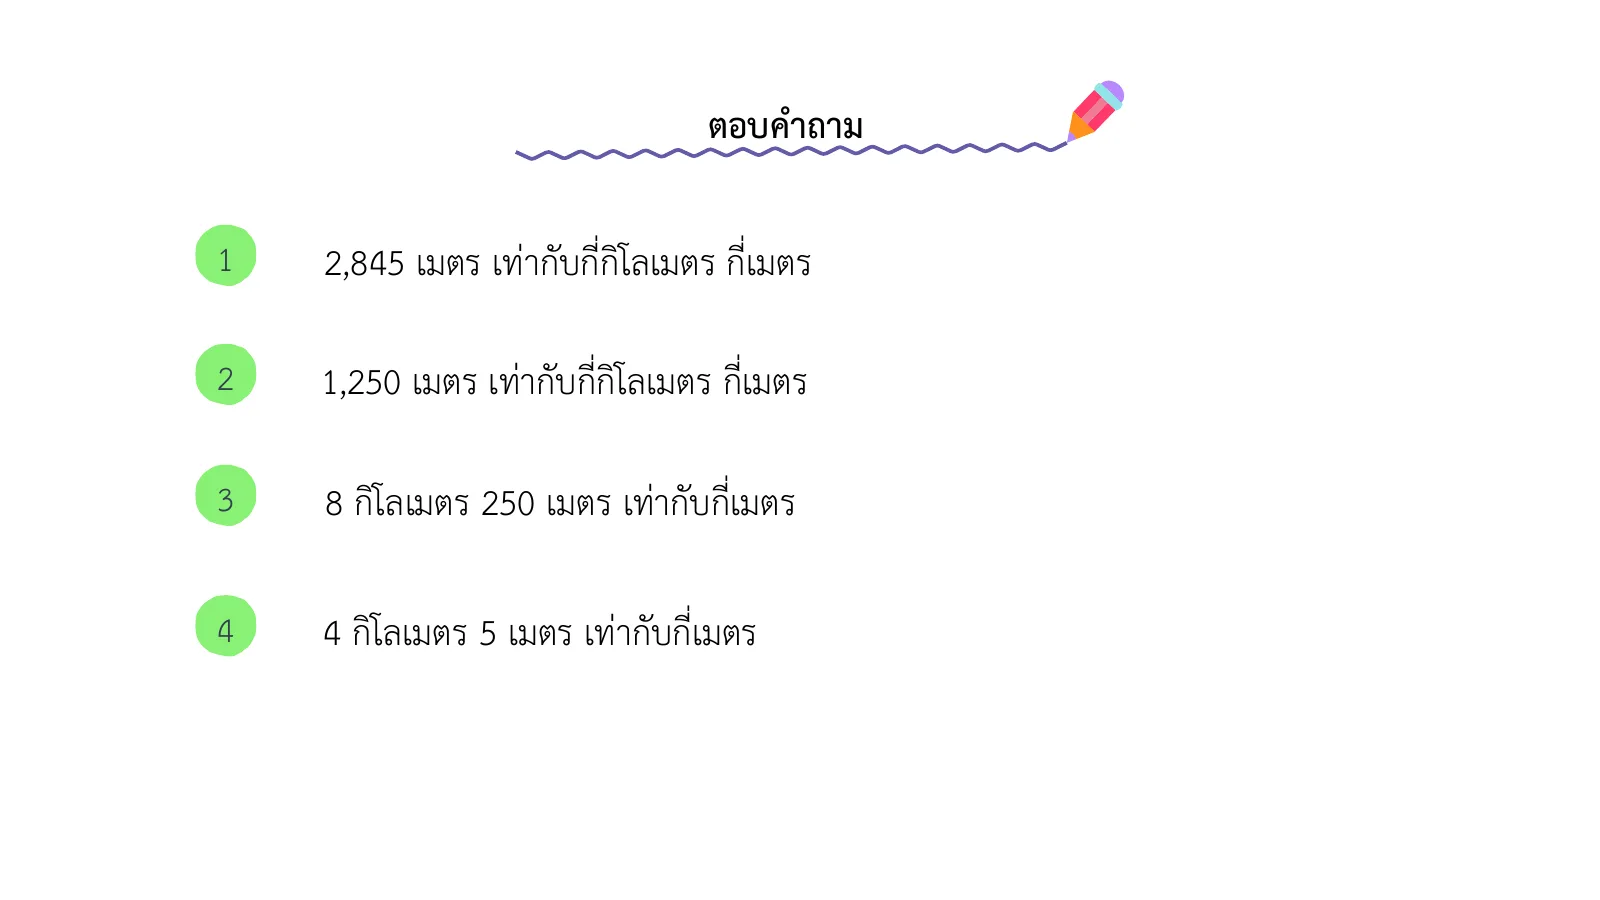 ตอบคำถาม
1 2,845 เมตร เท่ากับกี่กิโลเมตร กี่เมตร
2 1,250 เมตร เท่ากับกี่กิโลเมตร กี่เมตร
3 8 กิโลเมตร 250 เมตร เท่ากับกี่เมตร
4 4 กิโลเมตร 5 เมตร เท่ากับกี่เมตร